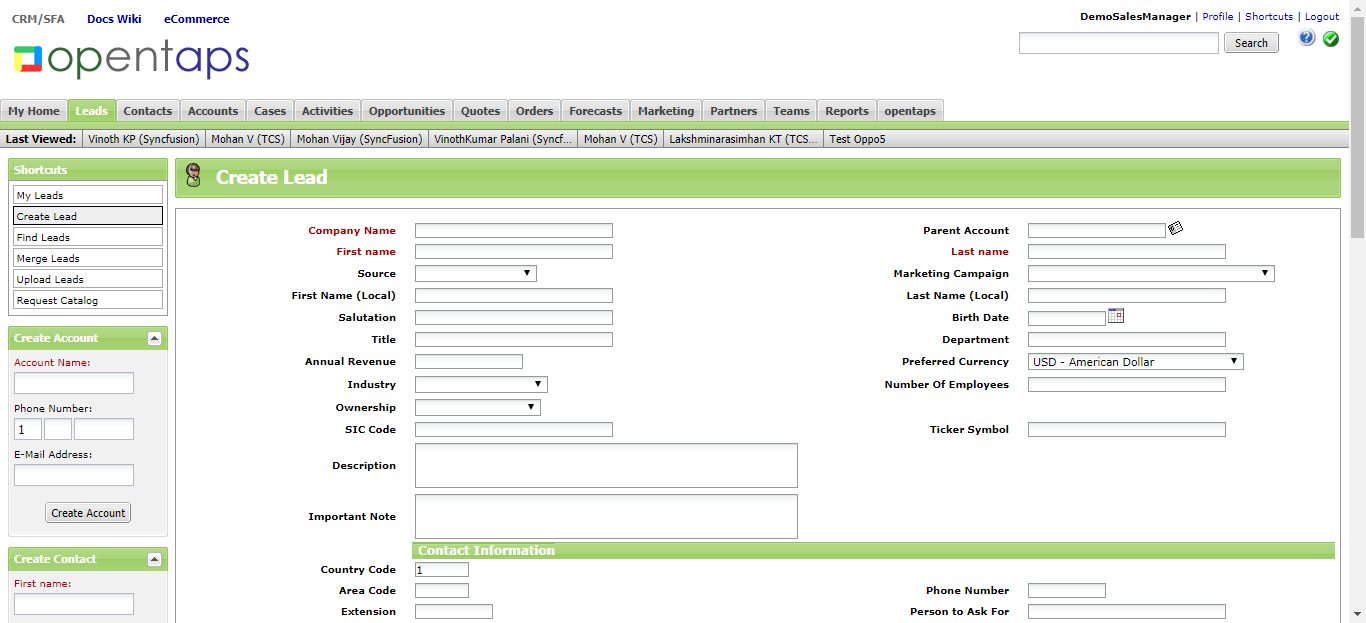 CRM/SFA Docs Wiki eCommerce
DemoSalesManager | Profile | Shortcuts | Logout
opentaps
Search
My Home Leads Contacts Accounts Cases Activities Opportunities Quotes Orders Forecasts Marketing Partners Teams Reports opentaps
Last Viewed: Vinoth KP (Syncfusion) Mohan V (TCS) Mohan Vijay (SyncFusion) VinothKumar Palani (Syncf... Mohan V (TCS) Lakshminarasimhan KT (TCS... Test Oppo5
Shortcuts
My Leads
Create Lead
Find Leads
Merge Leads
Upload Leads
Request Catalog
Create Account
Account Name:
Phone Number:
1
E-Mail Address:
Create Account
Create Contact
First name:
Create Lead
Company Name Parent Account
First name Last name
Source Marketing Campaign
First Name (Local) Last Name (Local)
Salutation Birth Date
Title Department
Annual Revenue Preferred Currency USD - American Dollar
Industry Number Of Employees
Ownership
SIC Code Ticker Symbol
Description
Important Note
Contact Information
Country Code 1
Area Code Phone Number
Extension Person to Ask For